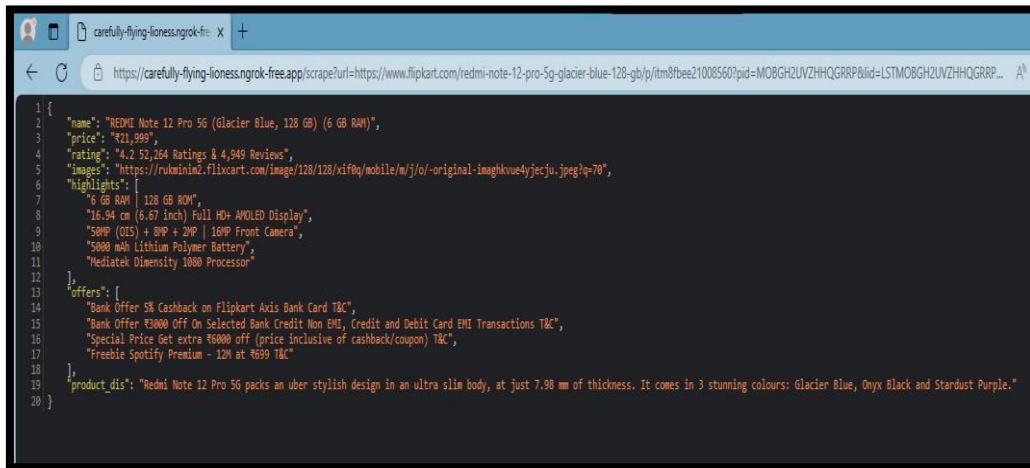 carefully-flying-lioness.ngrok-fre X +
https://carefully-flying-lioness.ngrok-free.app/scrape?url=https://www.flipkart.com/redmi-note-12-pro-5g-glacier-blue-128-gb/p/itm8fbee21008560?pid=MOBGH2UVZHHQGRRP&lid=LSTMOBGH2UVZHHQGRRP... A
1 {
2 "name": "REDMI Note 12 Pro 5G (Glacier Blue, 128 GB) (6 GB RAM)",
3 "price": "₹21,999",
4 "rating": "4.2 52,264 Ratings & 4,949 Reviews",
5 "images": "https://rukminim2.flixcart.com/image/128/128/xif0q/mobile/m/j/o/-original-imaghkvue4yjecju.jpeg?q=70",
6 "highlights": [
7 "6 GB RAM | 128 GB ROM",
8 "16.94 cm (6.67 inch) Full HD+ AMOLED Display",
9 "50MP (OIS) + 8MP + 2MP | 16MP Front Camera",
10 "5000 mAh Lithium Polymer Battery",
11 "Mediatek Dimensity 1080 Processor"
12 ],
13 "offers": [
14 "Bank Offer 5% Cashback on Flipkart Axis Bank Card T&C",
15 "Bank Offer ₹3000 Off On Selected Bank Credit Non EMI, Credit and Debit Card EMI Transactions T&C",
16 "Special Price Get extra ₹6000 off (price inclusive of cashback/coupon) T&C",
17 "Freebie Spotify Premium - 12M at ₹699 T&C"
18 ],
19 "product_dis": "Redmi Note 12 Pro 5G packs an uber stylish design in an ultra slim body, at just 7.98 mm of thickness. It comes in 3 stunning colours: Glacier Blue, Onyx Black and Stardust Purple."
20 }